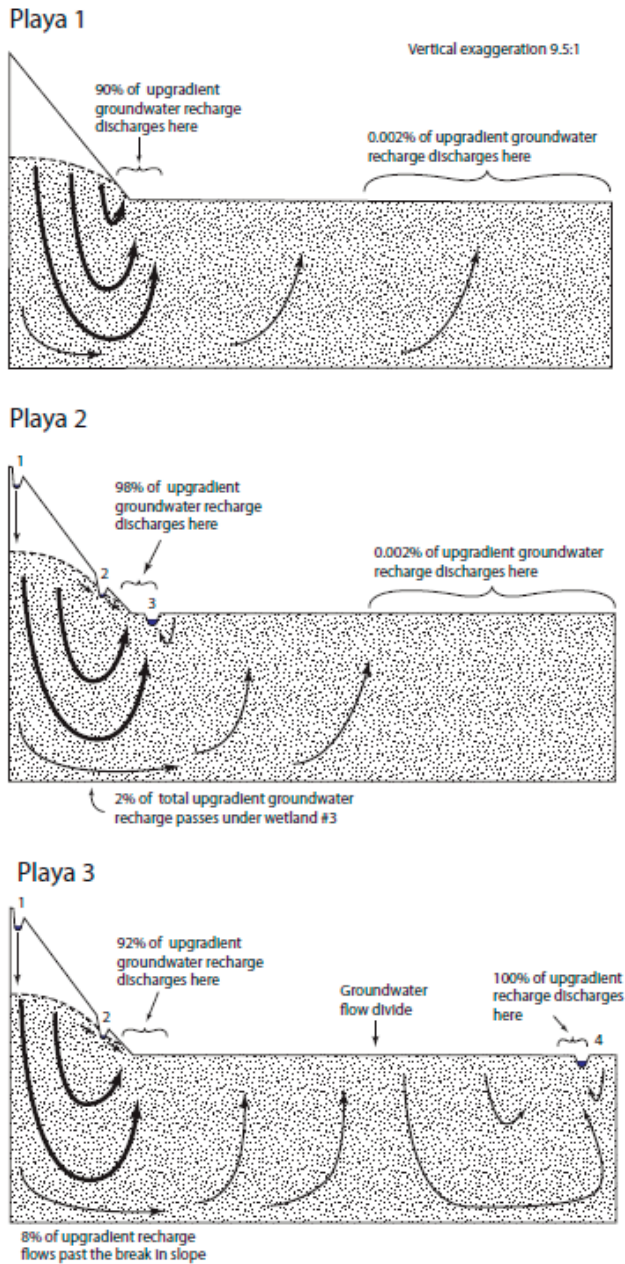 Playa 1
Vertical exaggeration 9.5:1
90% of upgradient
groundwater recharge
discharges here
0.002% of upgradient groundwater
recharge discharges here
Playa 2
1
98% of upgradient
groundwater recharge
discharges here
0.002% of upgradient groundwater
recharge discharges here
2
3
2% of total upgradient groundwater
recharge passes under wetland #3
Playa 3
1
92% of upgradient
groundwater recharge
discharges here
Groundwater
flow divide
100% of upgradient
recharge discharges
here
2
4
8% of upgradient recharge
flows past the break in slope